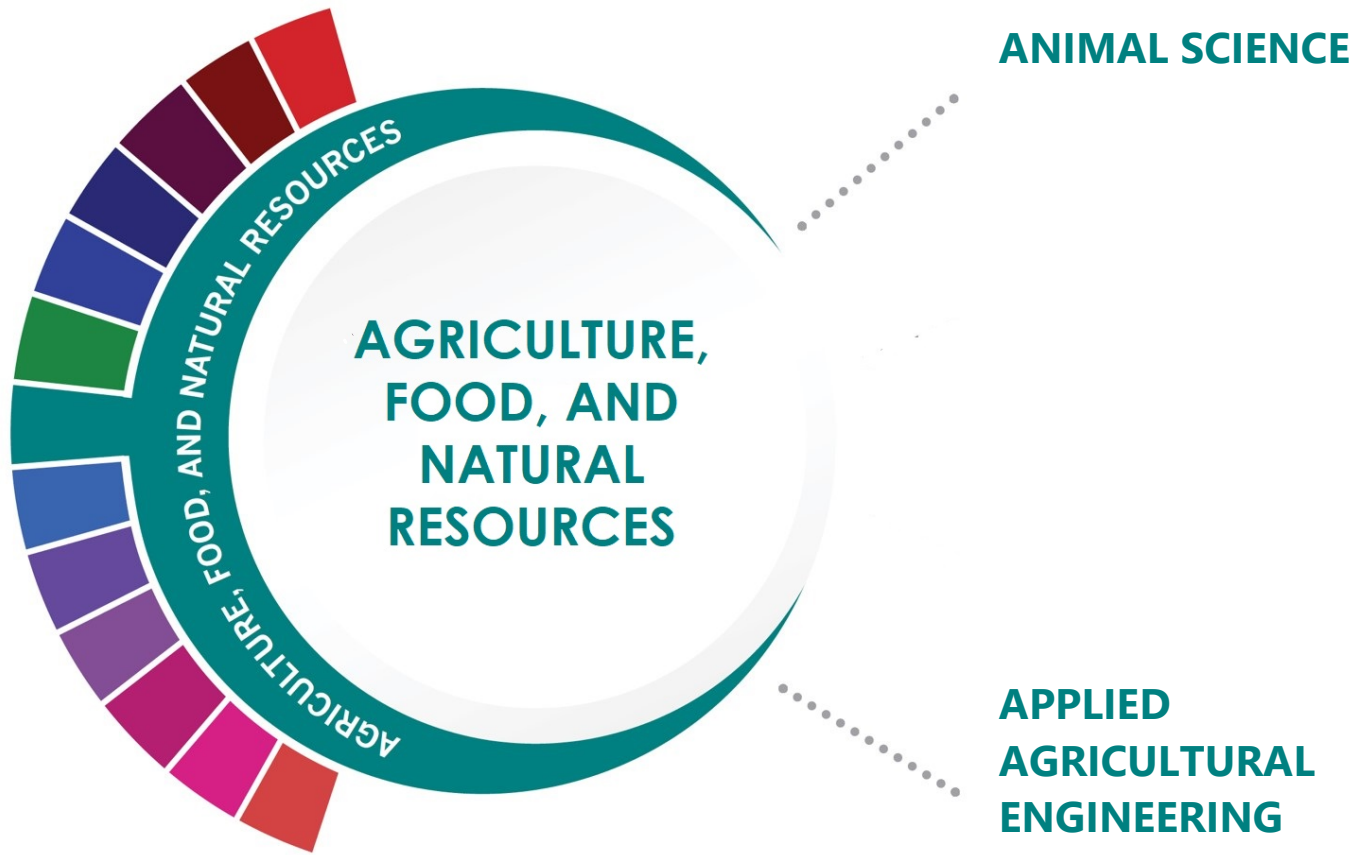 ANIMAL SCIENCE
AGRICULTURE, FOOD, AND NATURAL RESOURCES
AGRICULTURE,
FOOD, AND
NATURAL
RESOURCES
APPLIED
AGRICULTURAL
ENGINEERING